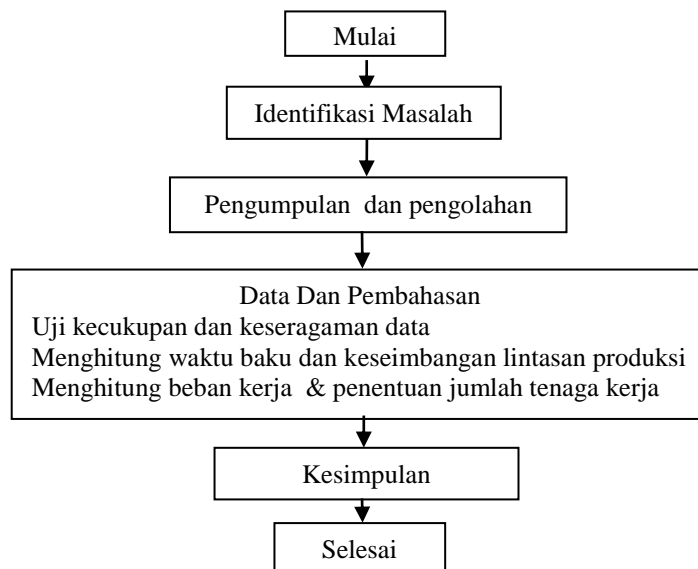 Mulai
Identifikasi Masalah
Pengumpulan dan pengolahan
Data Dan Pembahasan
Uji kecukupan dan keseragaman data
Menghitung waktu baku dan keseimbangan lintasan produksi
Menghitung beban kerja & penentuan jumlah tenaga kerja
Kesimpulan
Selesai